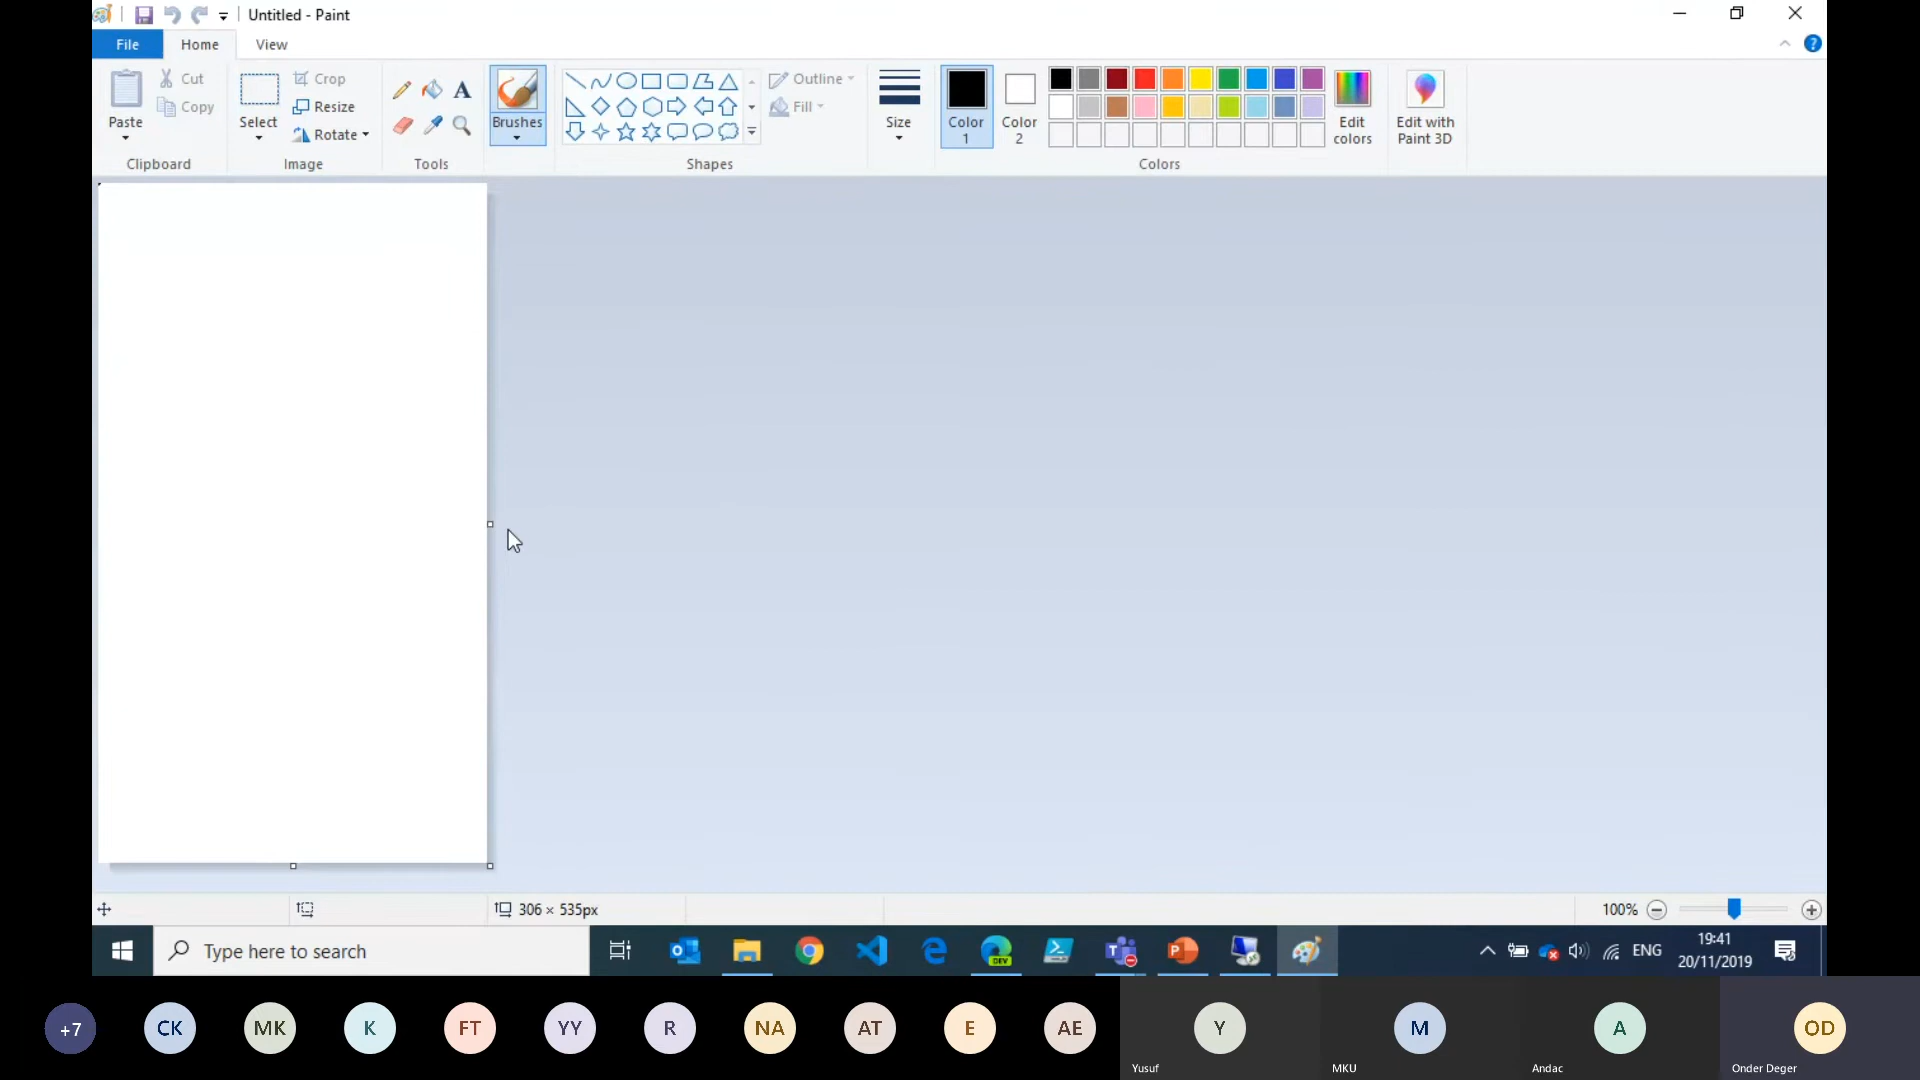 Untitled - Paint
File Home View
Paste
Cut
Copy
Clipboard
Select
Crop
Resize
Rotate
Image
A
Tools
Brushes
Shapes
Outline
Fill
Size
Color 1
Color 2
Colors
Edit colors
Edit with Paint 3D
306 × 535px
100%
Type here to search
DEV
ENG
19:41
20/11/2019
+7 CK MK K FT YY R NA AT E AE Y M A OD
Yusuf MKU Andac Onder Deger